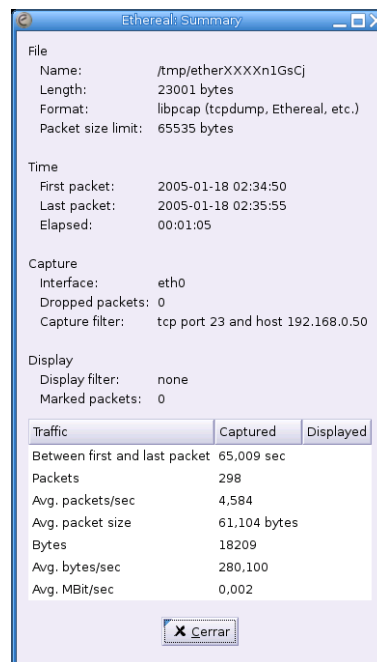 Ethereal: Summary
File
Name: /tmp/etherXXXXn1GsCj
Length: 23001 bytes
Format: libpcap (tcpdump, Ethereal, etc.)
Packet size limit: 65535 bytes
Time
First packet: 2005-01-18 02:34:50
Last packet: 2005-01-18 02:35:55
Elapsed: 00:01:05
Capture
Interface: eth0
Dropped packets: 0
Capture filter: tcp port 23 and host 192.168.0.50
Display
Display filter: none
Marked packets: 0
Traffic Captured Displayed
Between first and last packet 65,009 sec
Packets 298
Avg. packets/sec 4,584
Avg. packet size 61,104 bytes
Bytes 18209
Avg. bytes/sec 280,100
Avg. MBit/sec 0,002
Cerrar